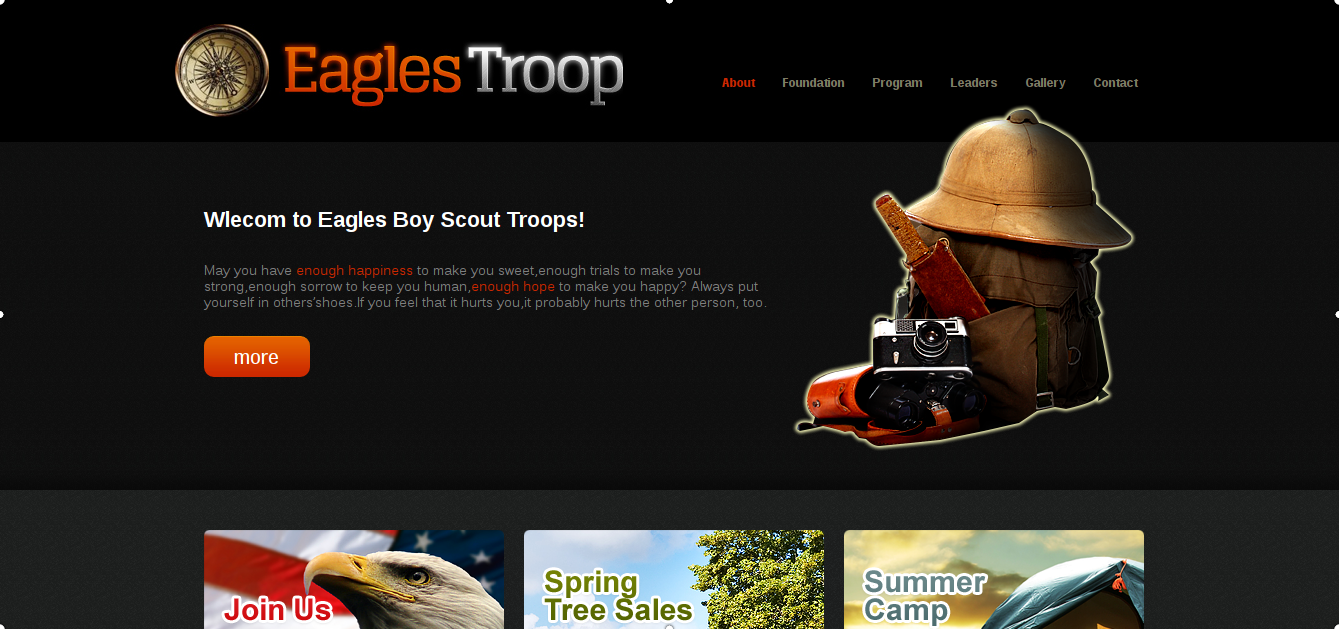 Eagles Troop
About Foundation Program Leaders Gallery Contact
Wlecom to Eagles Boy Scout Troops!
May you have enough happiness to make you sweet,enough trials to make you
strong,enough sorrow to keep you human,enough hope to make you happy? Always put
yourself in others’shoes.If you feel that it hurts you,it probably hurts the other person, too.
more
Join Us
Spring
Tree Sales
Summer
Camp